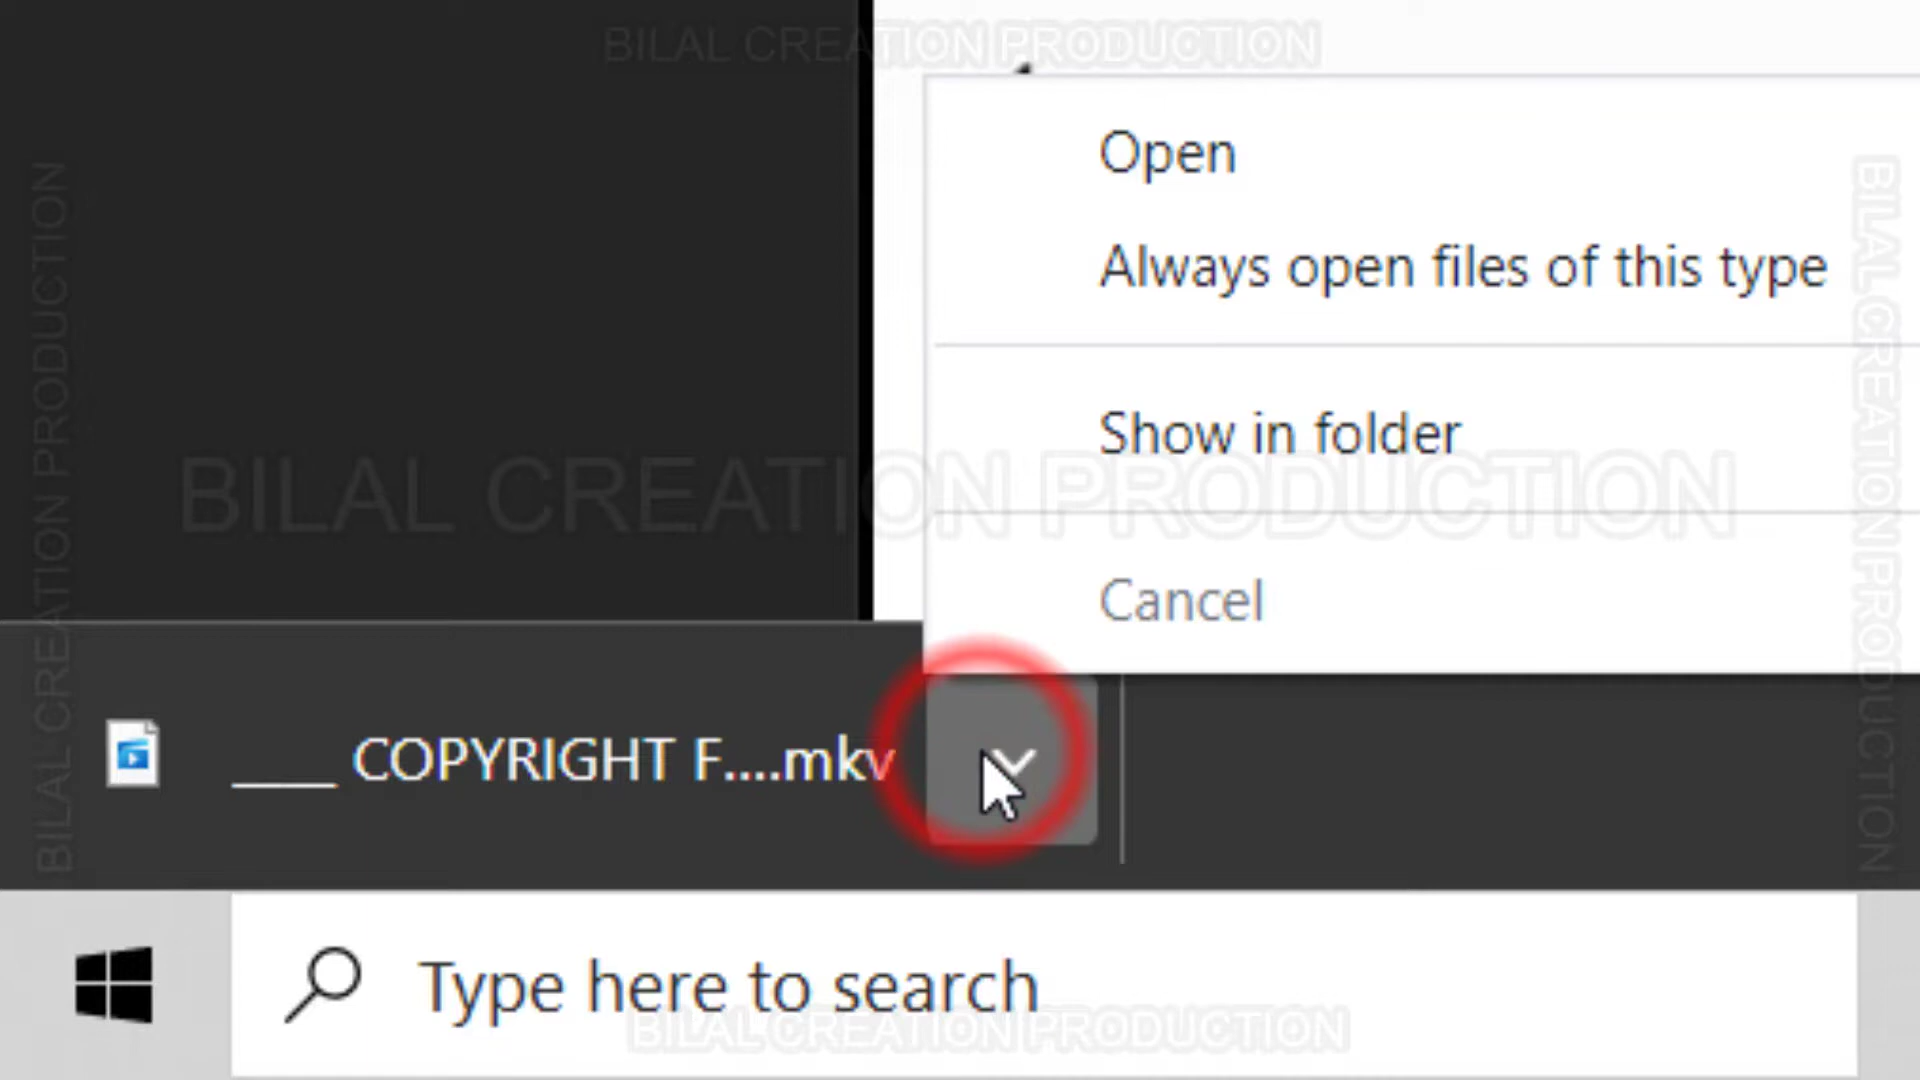 BILAL CREATION PRODUCTION
Open
Always open files of this type
Show in folder
BILAL CREATION PRODUCTION
Cancel
BILAL CREATION PRODUCTION
BILAL CREATION PRODUCTION
____ COPYRIGHT F....mkv
Type here to search
BILAL CREATION PRODUCTION